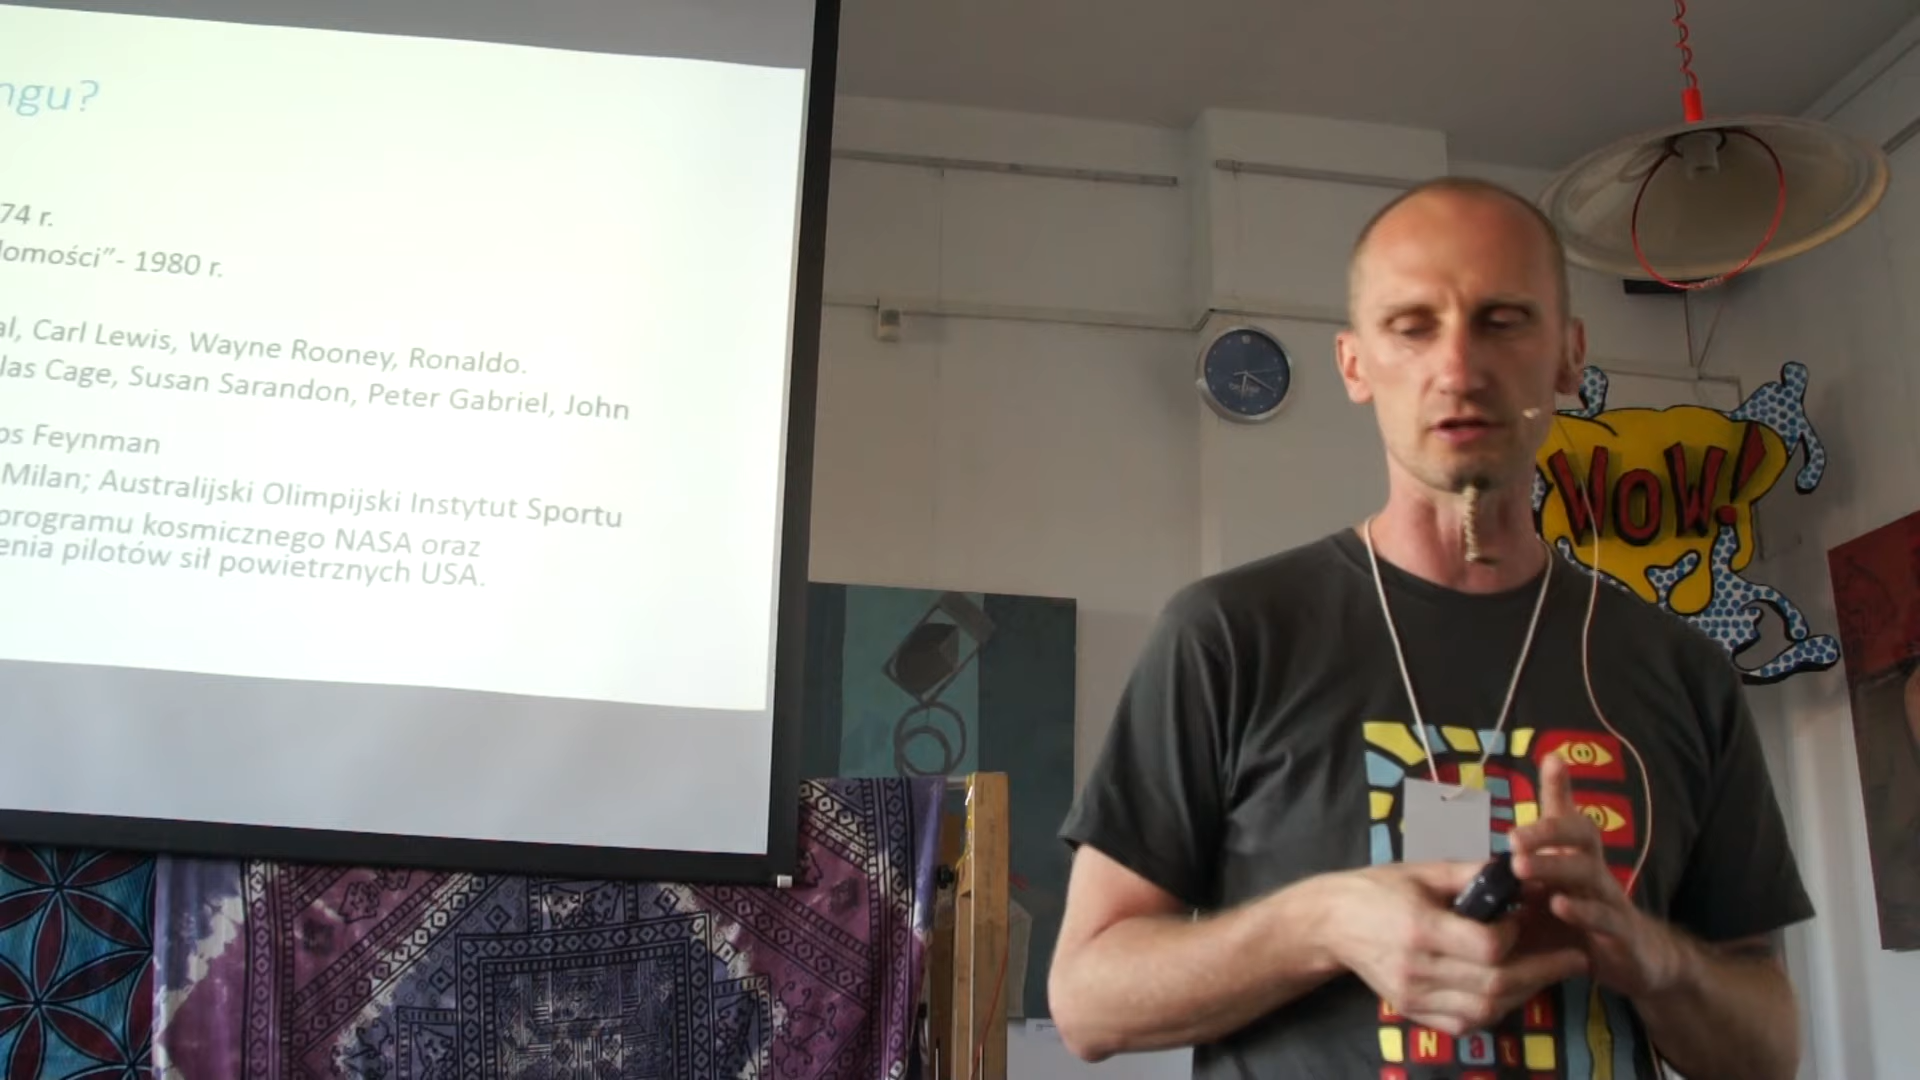 ngu?
74 r.
domości”- 1980 r.
al, Carl Lewis, Wayne Rooney, Ronaldo.
las Cage, Susan Sarandon, Peter Gabriel, John
os Feynman
Milan; Australijski Olimpijski Instytut Sportu
programu kosmicznego NASA oraz
enia pilotów sił powietrznych USA.
WOW!